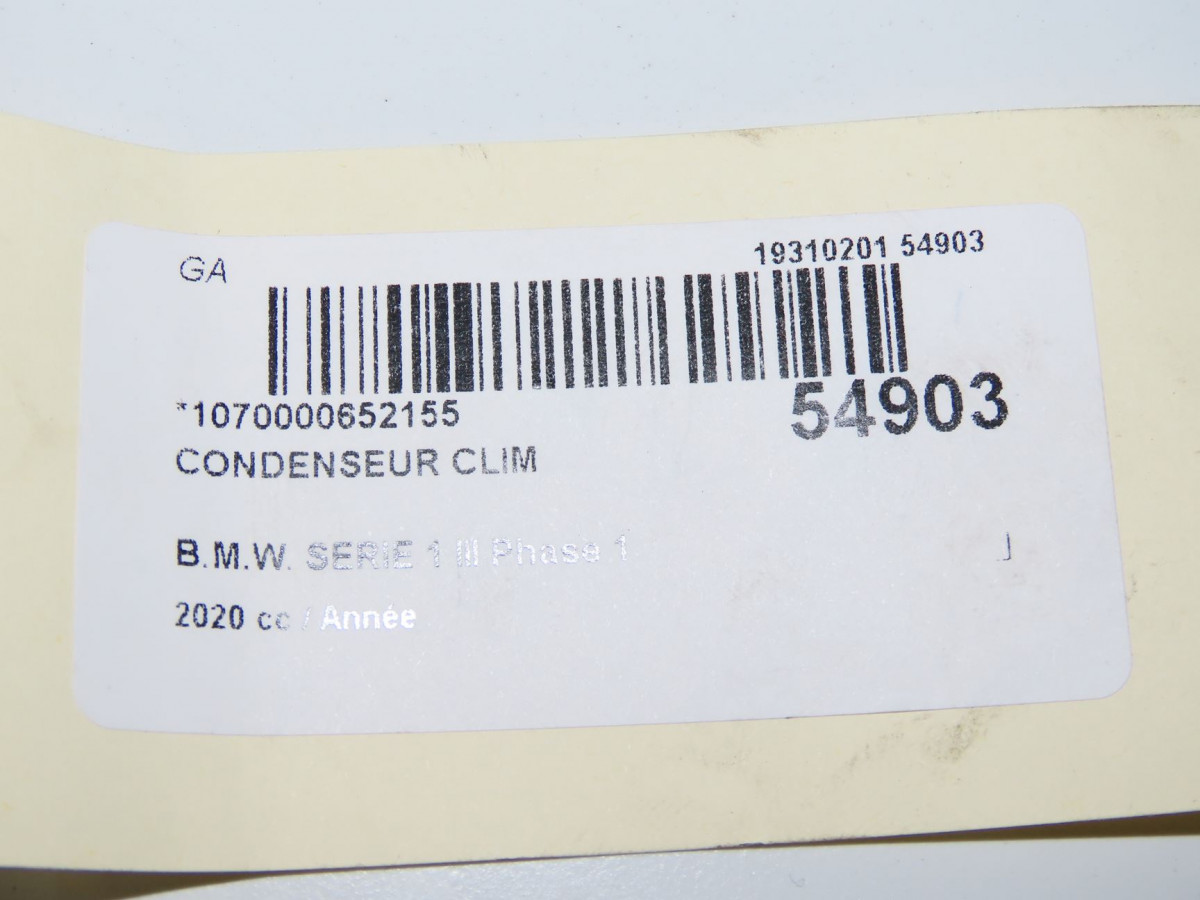 GA
19310201 54903
*1070000652155
54903
CONDENSEUR CLIM
B.M.W. SERIE 1 III Phase 1
2020 cc / Année